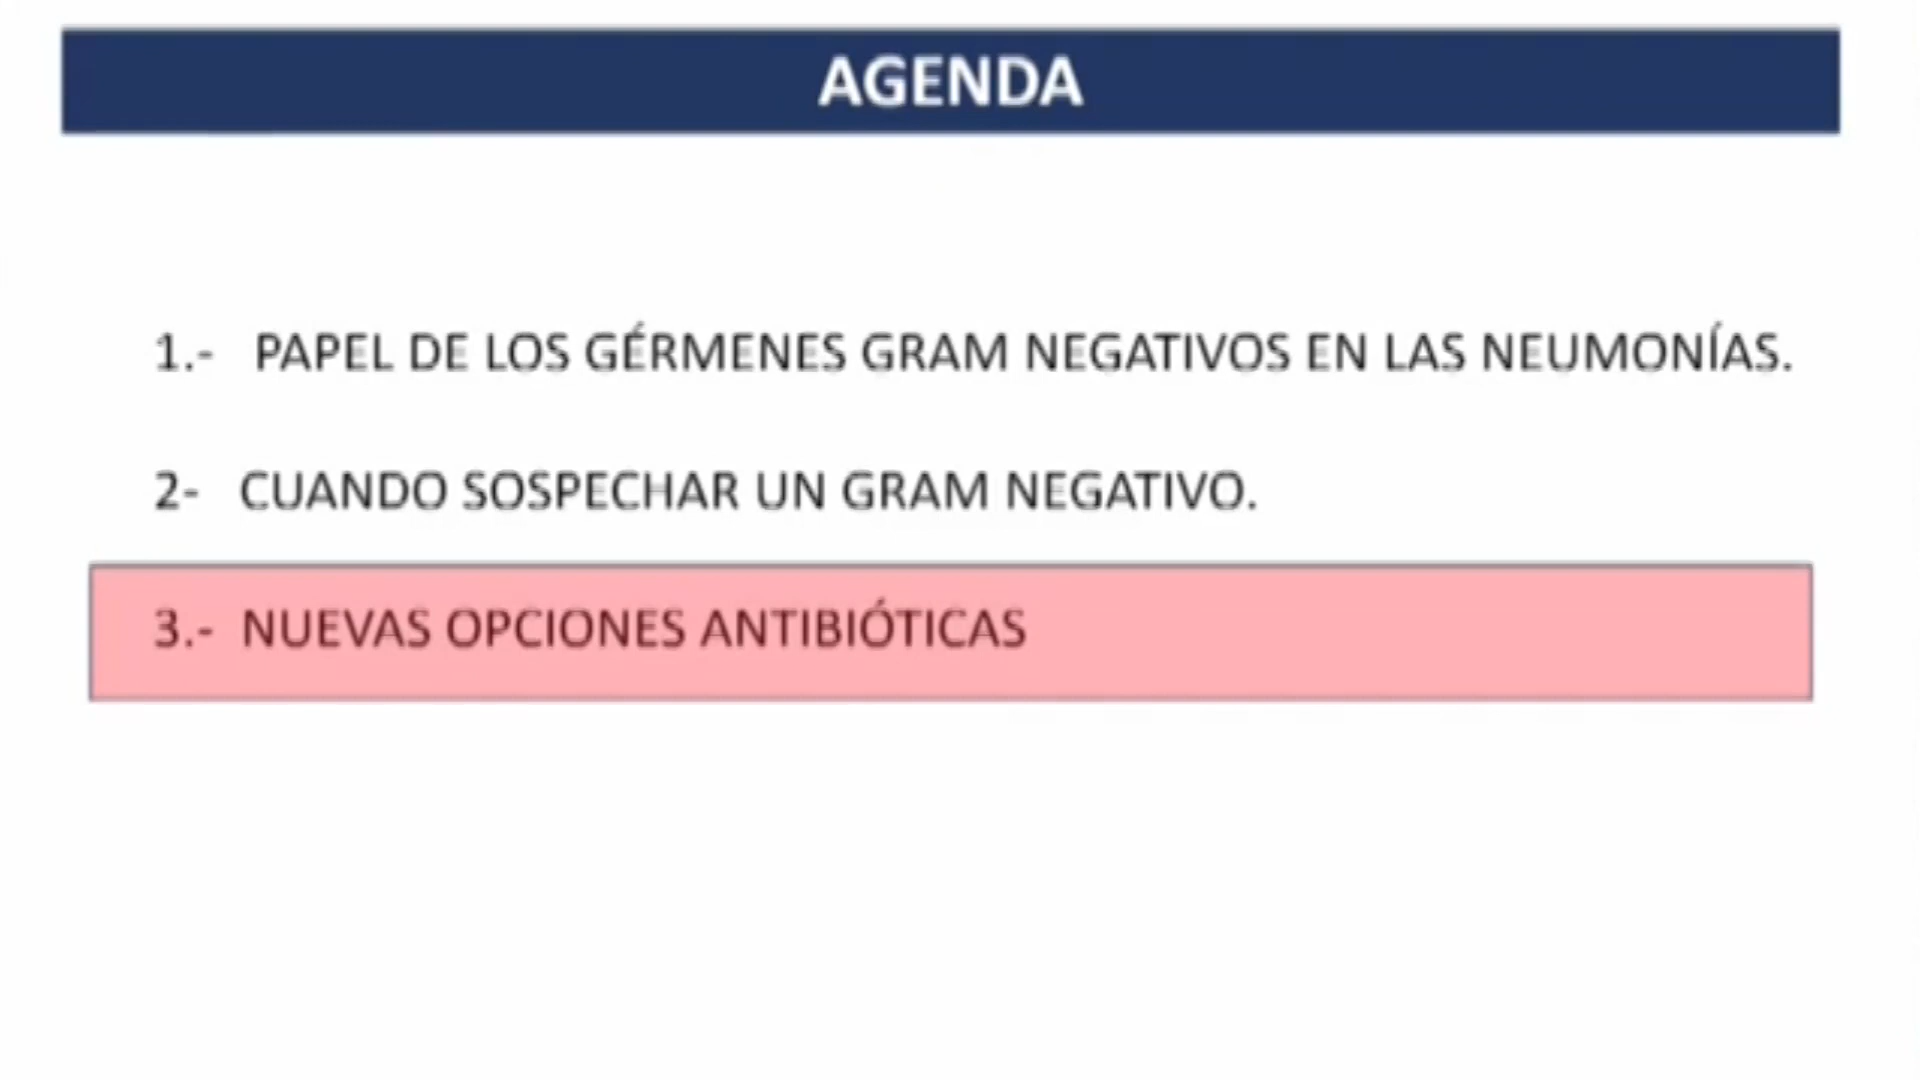 AGENDA
1.- PAPEL DE LOS GÉRMENES GRAM NEGATIVOS EN LAS NEUMONÍAS.
2- CUANDO SOSPECHAR UN GRAM NEGATIVO.
3.- NUEVAS OPCIONES ANTIBIÓTICAS